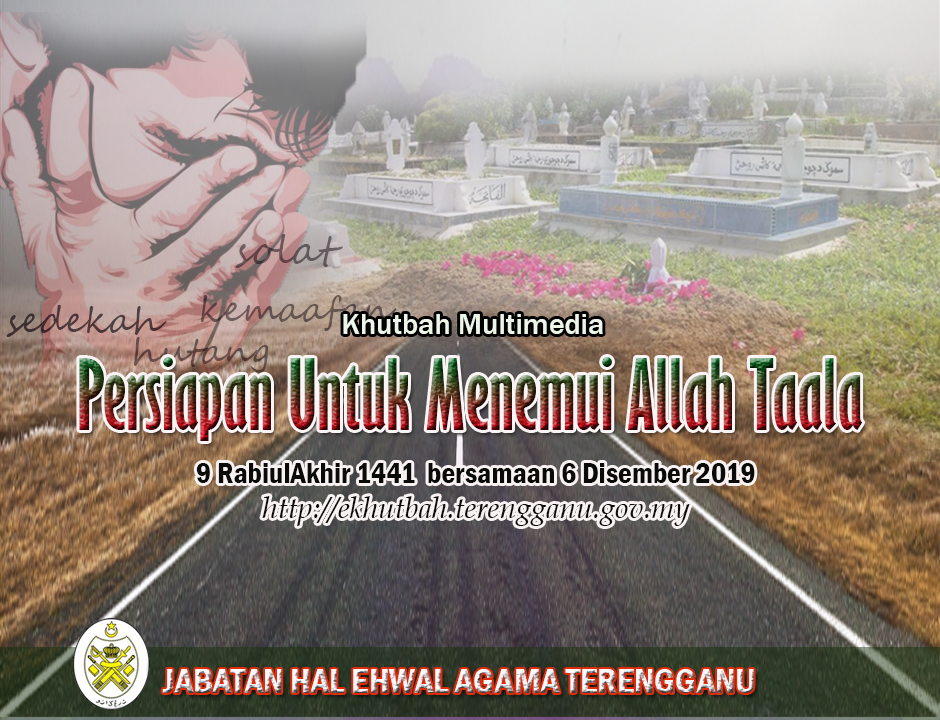 solat
sedekah
kemaafan
hutang
الفاتحة
Khutbah Multimedia
Persiapan Untuk Menemui Allah Taala
9 RabiulAkhir 1441 bersamaan 6 Disember 2019
http://ekhutbah.terengganu.gov.my
JABATAN HAL EHWAL AGAMA TERENGGANU